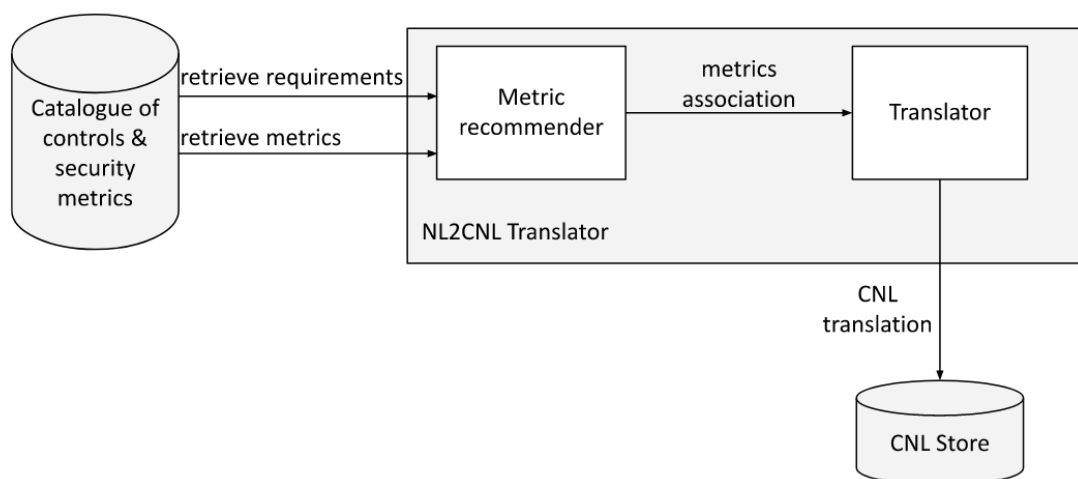 retrieve requirements
Catalogue of
controls &
security
metrics
retrieve metrics
Metric
recommender
metrics
association
Translator
NL2CNL Translator
CNL
translation
CNL Store